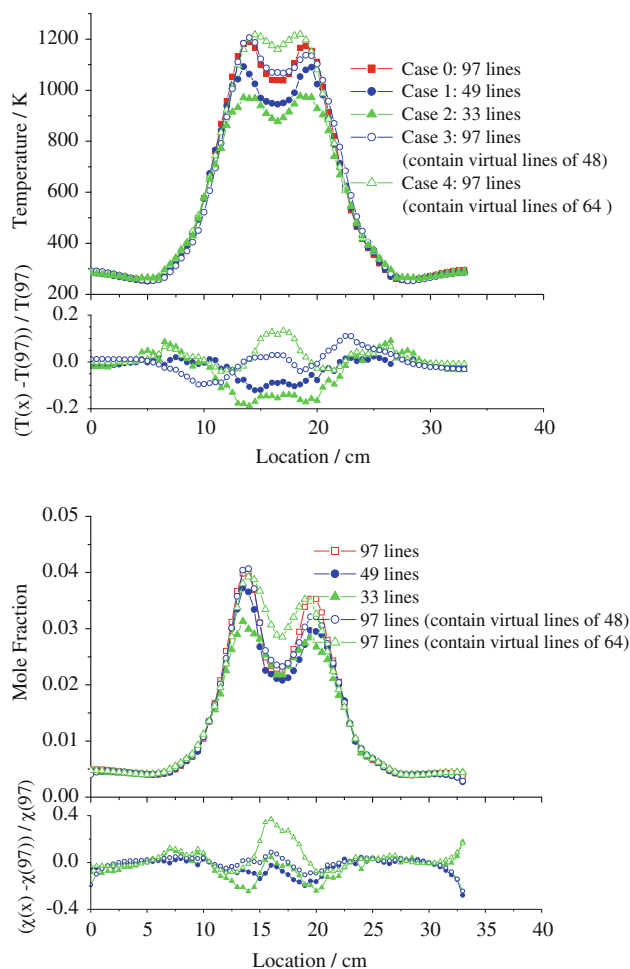 1200
1000
800
600
400
200
Temperature / K
Case 0: 97 lines
Case 1: 49 lines
Case 2: 33 lines
Case 3: 97 lines
(contain virtual lines of 48)
Case 4: 97 lines
(contain virtual lines of 64 )
0.2
0.0
-0.2
(T(x) -T(97)) / T(97)
0 10 20 30 40
Location / cm
0.05
0.04
0.03
0.02
0.01
0.00
Mole Fraction
97 lines
49 lines
33 lines
97 lines (contain virtual lines of 48)
97 lines (contain virtual lines of 64)
0.4
0.0
-0.4
(χ(x) -χ(97)) / χ(97)
0 5 10 15 20 25 30 35 40
Location / cm